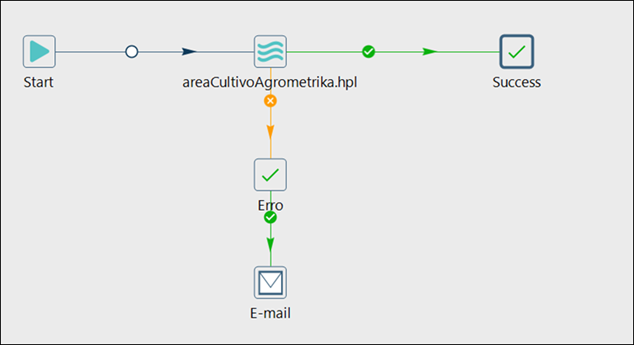 Start
areaCultivoAgrometrika.hpl
Success
Erro
E-mail